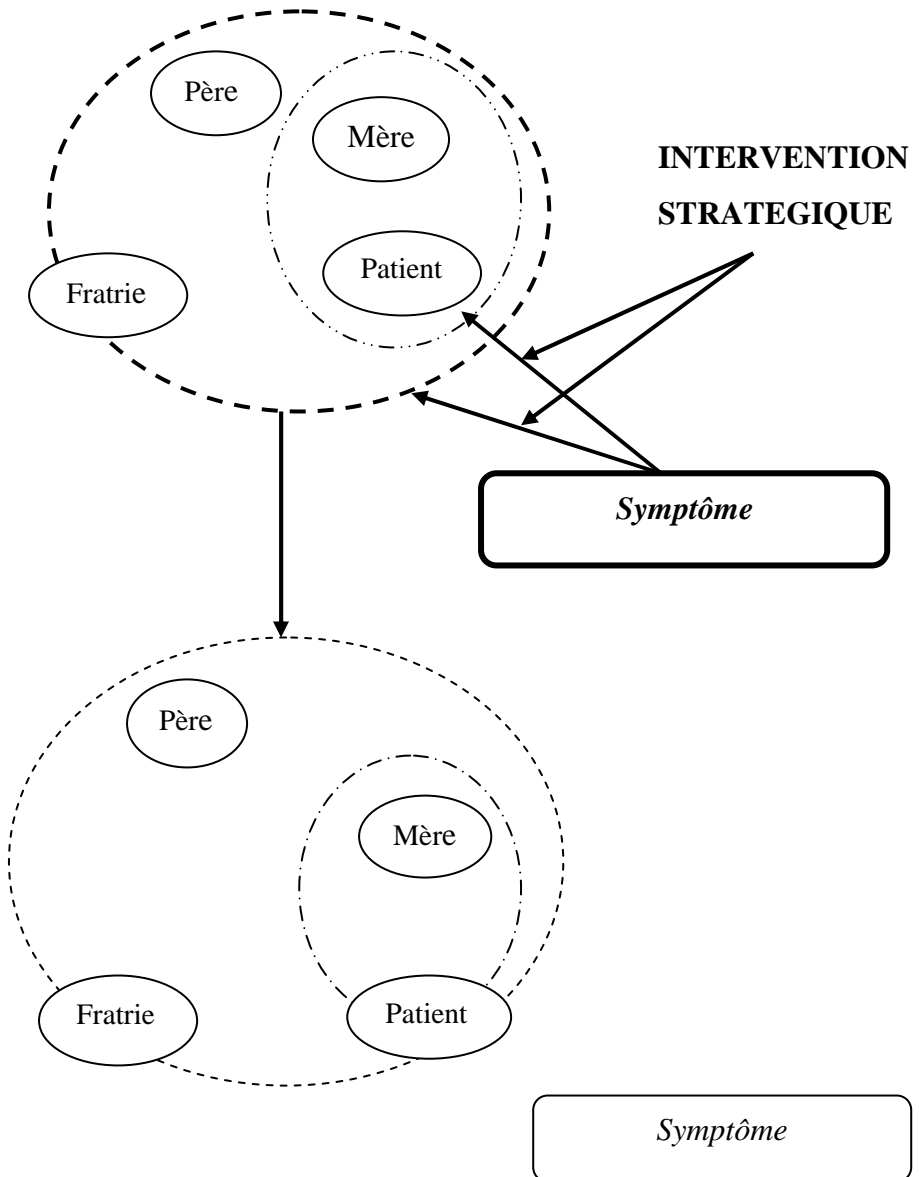 Père
Mère
INTERVENTION
STRATEGIQUE
Patient
Fratrie
Symptôme
Père
Mère
Fratrie
Patient
Symptôme